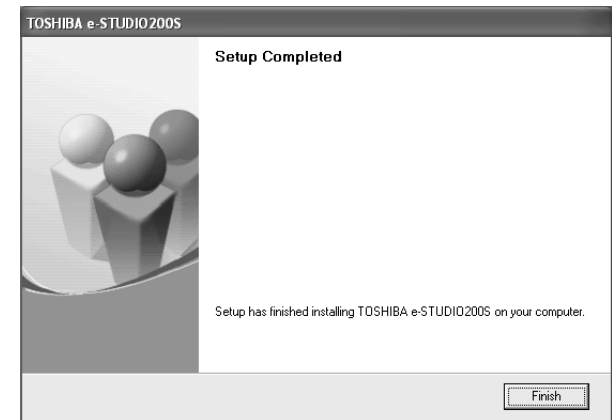 TOSHIBA e-STUDIO200S
Setup Completed
Setup has finished installing TOSHIBA e-STUDIO200S on your computer.
Finish